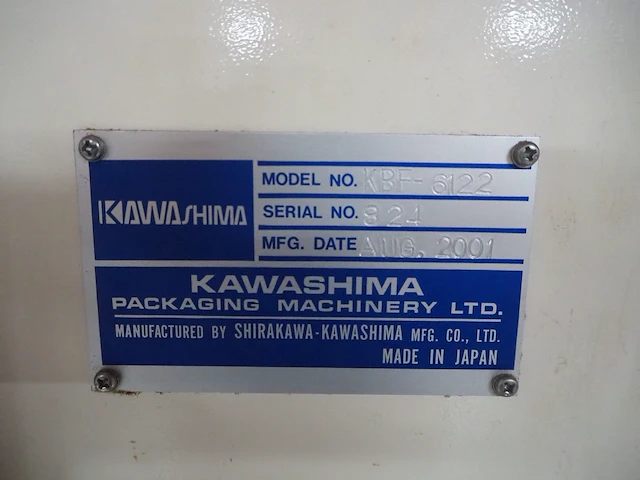 KAWASHIMA
MODEL NO. KBF-6122
SERIAL NO. 824
MFG. DATE AUG. 2001
KAWASHIMA
PACKAGING MACHINERY LTD.
MANUFACTURED BY SHIRAKAWA-KAWASHIMA MFG. CO., LTD.
MADE IN JAPAN